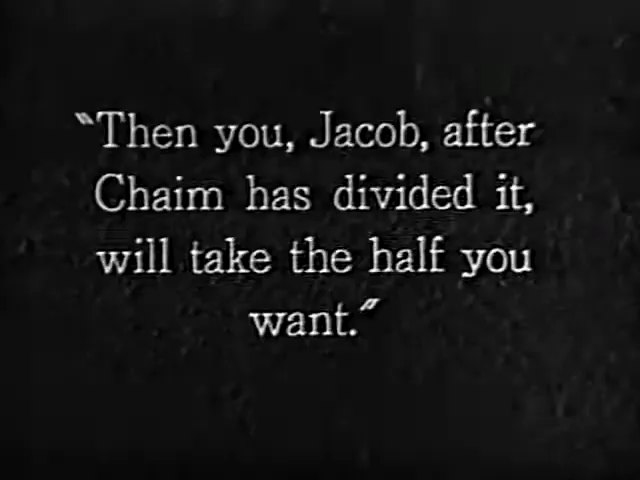 "Then you, Jacob, after
Chaim has divided it,
will take the half you
want."